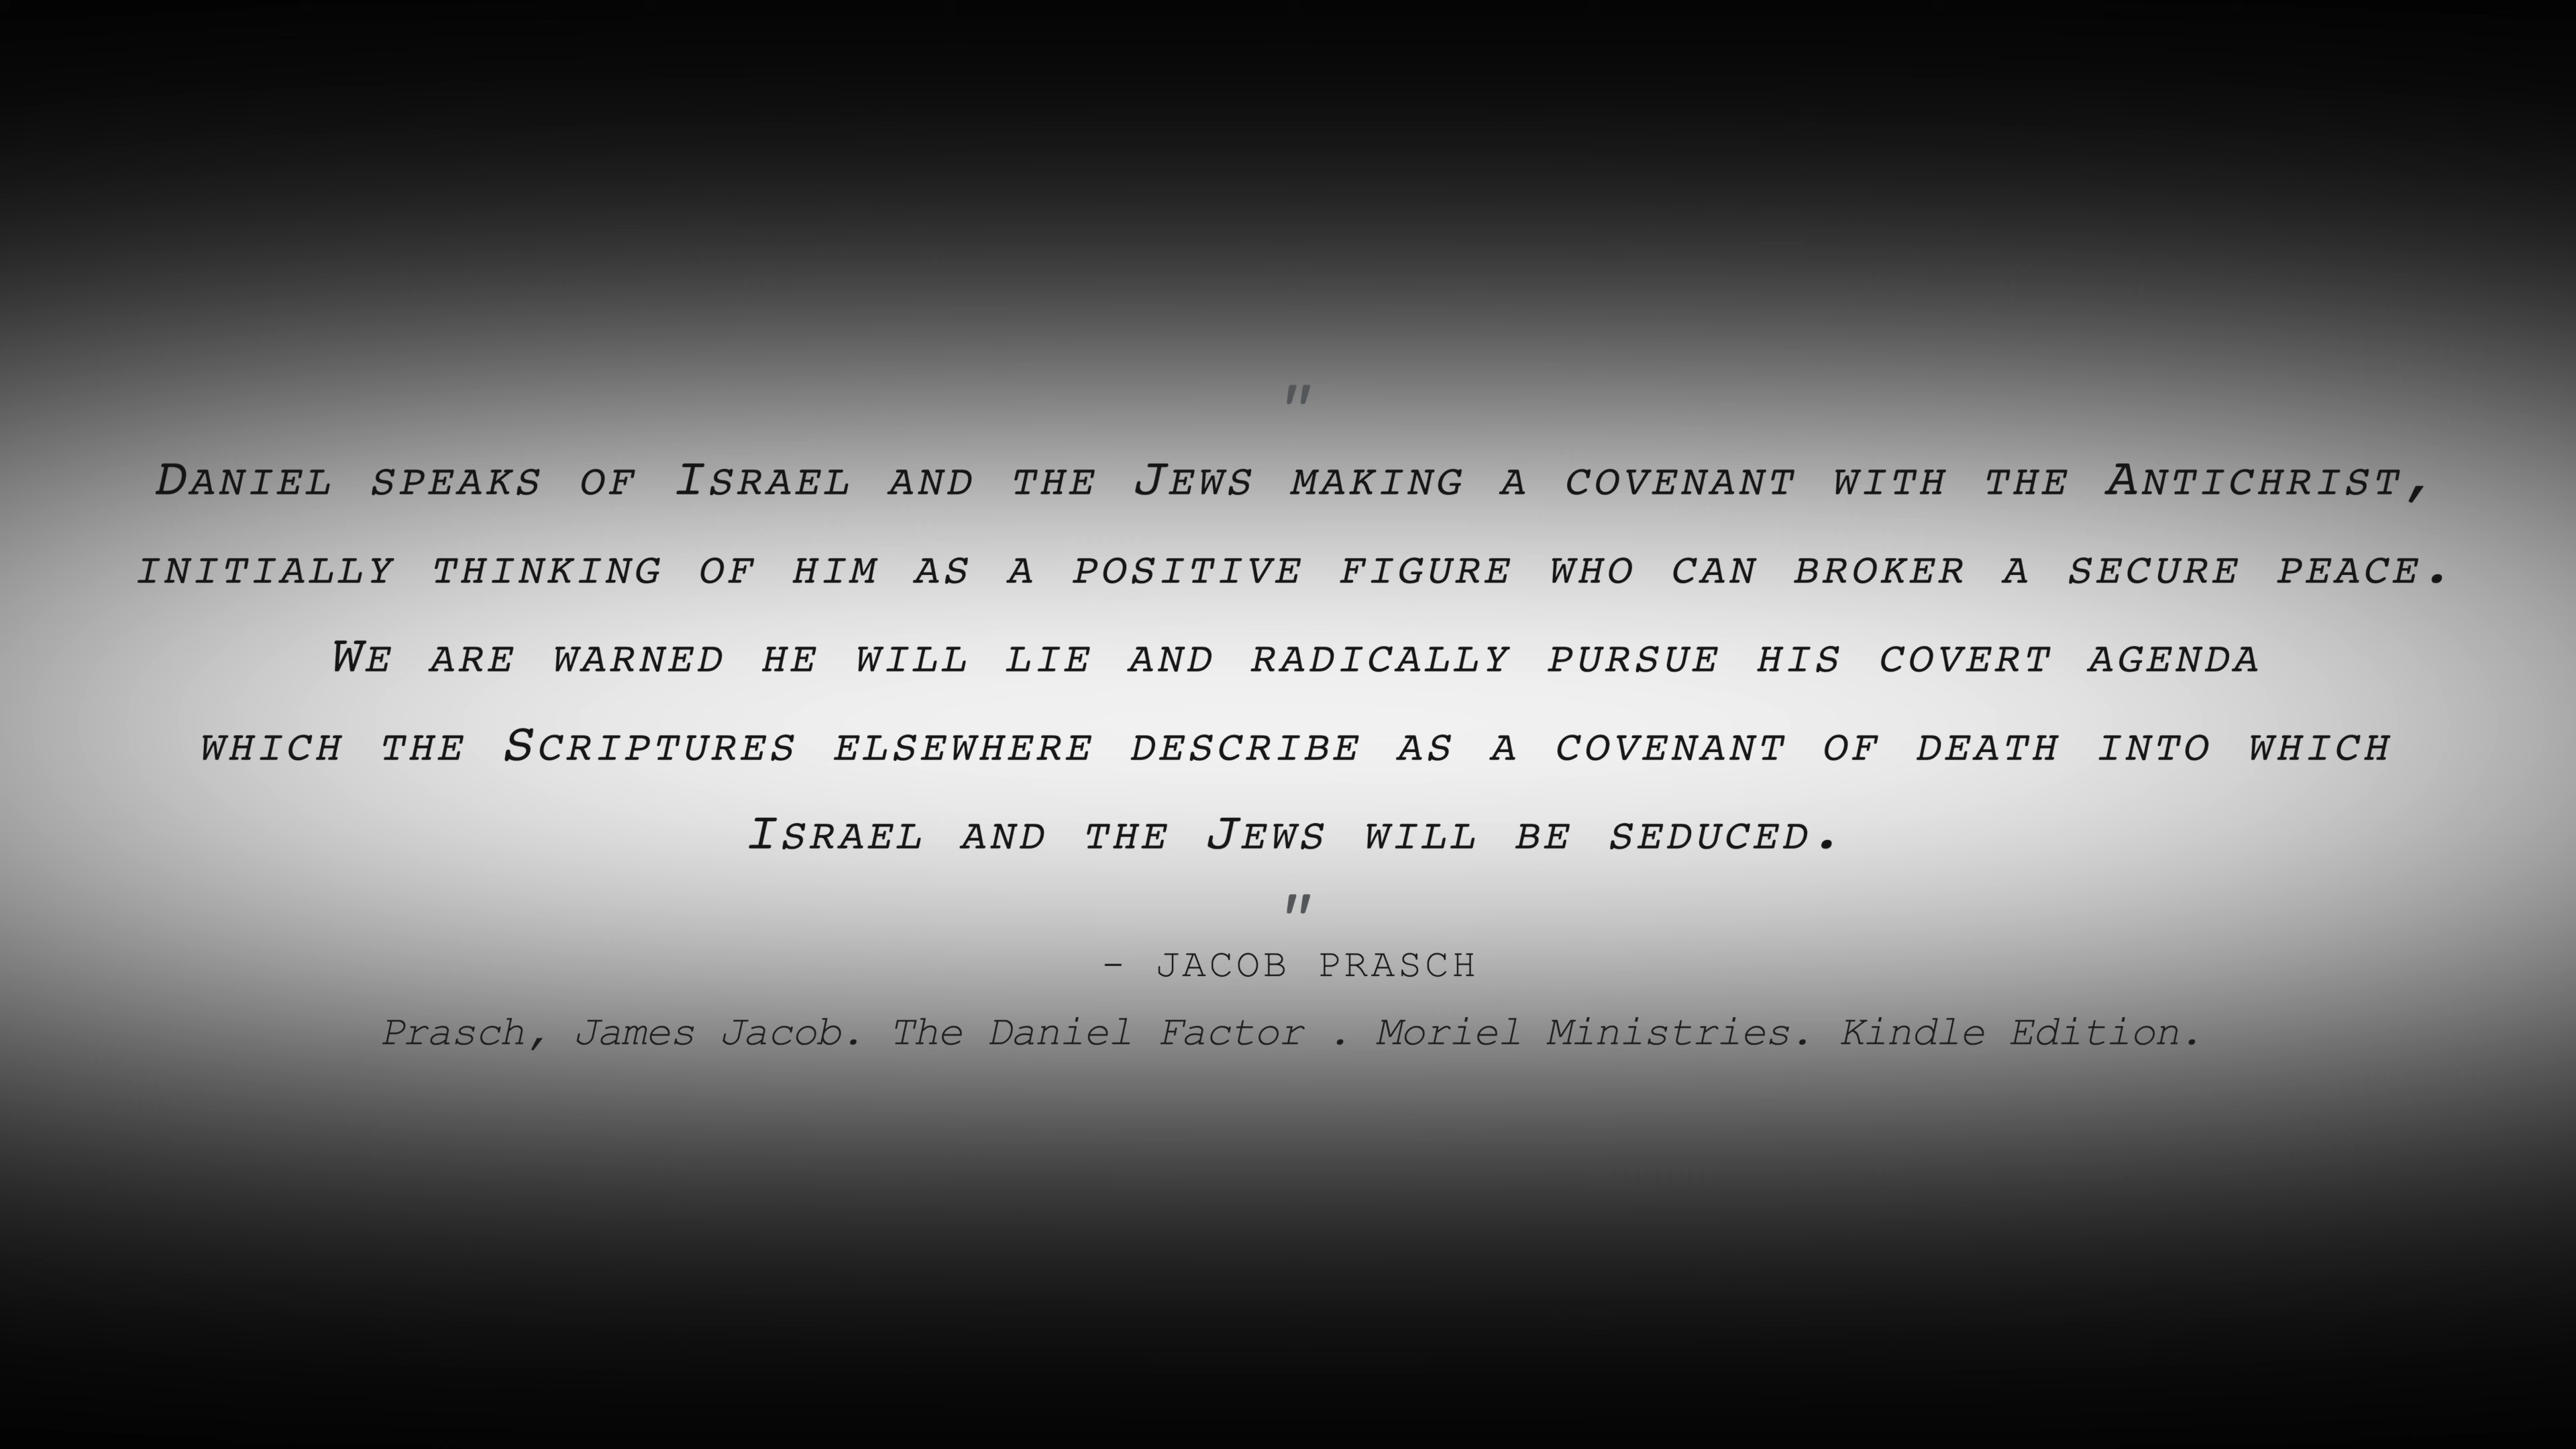 "
Daniel speaks of Israel and the Jews making a covenant with the Antichrist,
initially thinking of him as a positive figure who can broker a secure peace.
We are warned he will lie and radically pursue his covert agenda
which the Scriptures elsewhere describe as a covenant of death into which
Israel and the Jews will be seduced.
"
- JACOB PRASCH
Prasch, James Jacob. The Daniel Factor . Moriel Ministries. Kindle Edition.